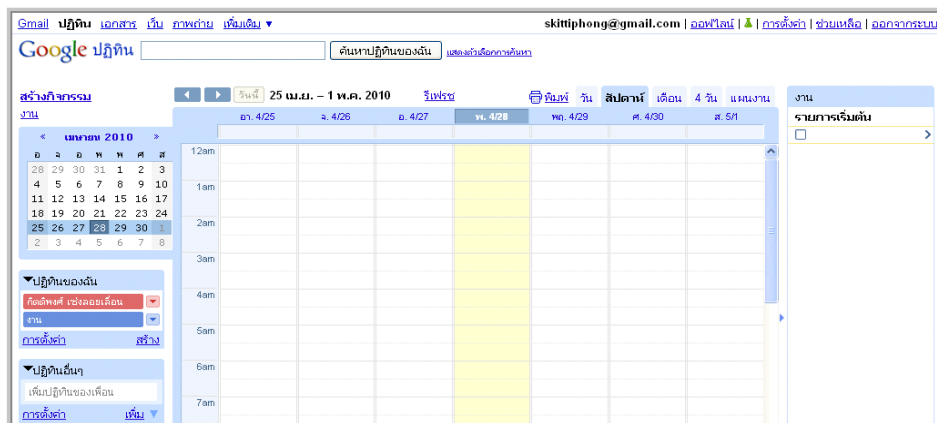 Gmail ปฏิทิน เอกสาร เว็บ ภาพถ่าย เพิ่มเติม ▼
skittiphong@gmail.com | ออฟไลน์ | | การตั้งค่า | ช่วยเหลือ | ออกจากระบบ
Google ปฏิทิน ค้นหาปฏิทินของฉัน แสดงตัวเลือกการค้นหา
สร้างกิจกรรม
งาน
« เมษายน 2010 »
อ จ อ พ พ ศ ส
28 29 30 31 1 2 3
4 5 6 7 8 9 10
11 12 13 14 15 16 17
18 19 20 21 22 23 24
25 26 27 28 29 30 1
2 3 4 5 6 7 8
▼ปฏิทินของฉัน
กิตติพงศ์ เซ่งลอยเลื่อน
งาน
การตั้งค่า สร้าง
▼ปฏิทินอื่นๆ
เพิ่มปฏิทินของเพื่อน
การตั้งค่า เพิ่ม ▼
วันนี้ 25 เม.ย. – 1 พ.ค. 2010 รีเฟรช พิมพ์ วัน สัปดาห์ เดือน 4 วัน แผนงาน
อา. 4/25 จ. 4/26 อ. 4/27 พ. 4/28 พฤ. 4/29 ศ. 4/30 ส. 5/1
12am
1am
2am
3am
4am
5am
6am
7am
งาน
รายการเริ่มต้น